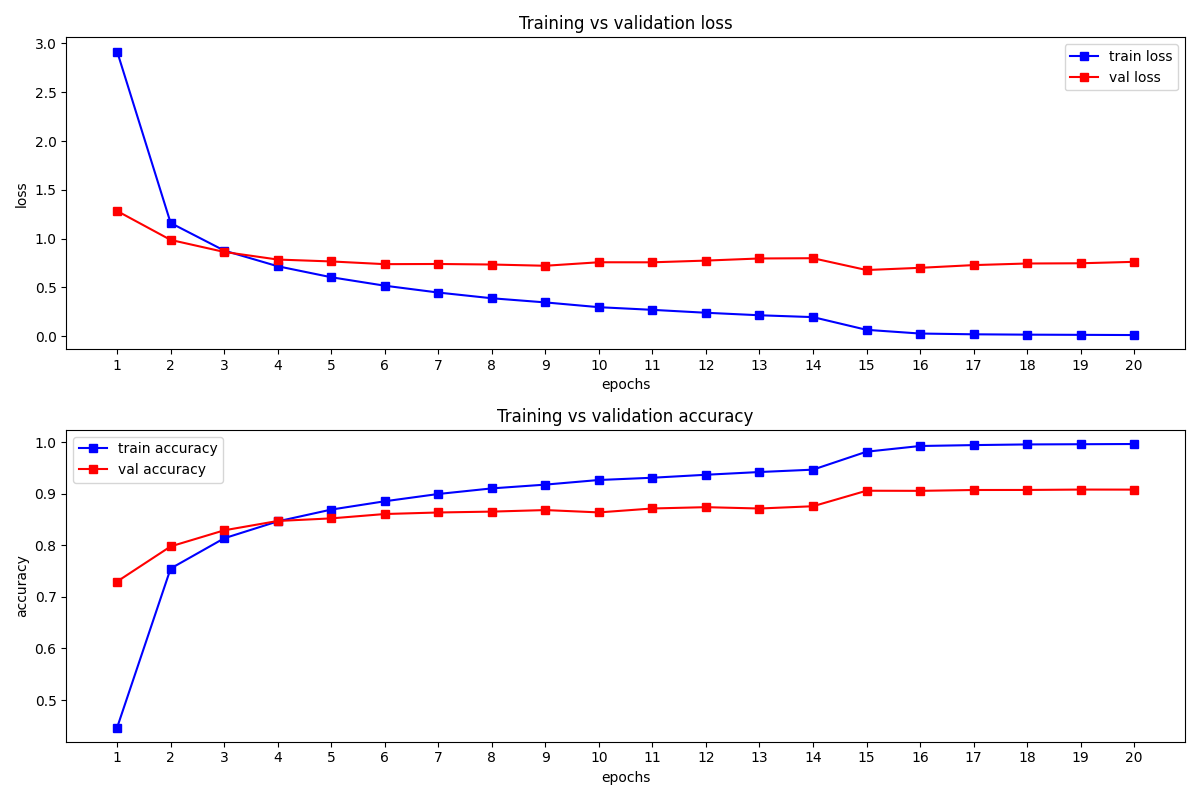 Training vs validation loss
3.0
2.5
2.0
1.5
1.0
0.5
0.0
loss
train loss
val loss
1 2 3 4 5 6 7 8 9 10 11 12 13 14 15 16 17 18 19 20
epochs
Training vs validation accuracy
1.0
0.9
0.8
0.7
0.6
0.5
accuracy
train accuracy
val accuracy
1 2 3 4 5 6 7 8 9 10 11 12 13 14 15 16 17 18 19 20
epochs